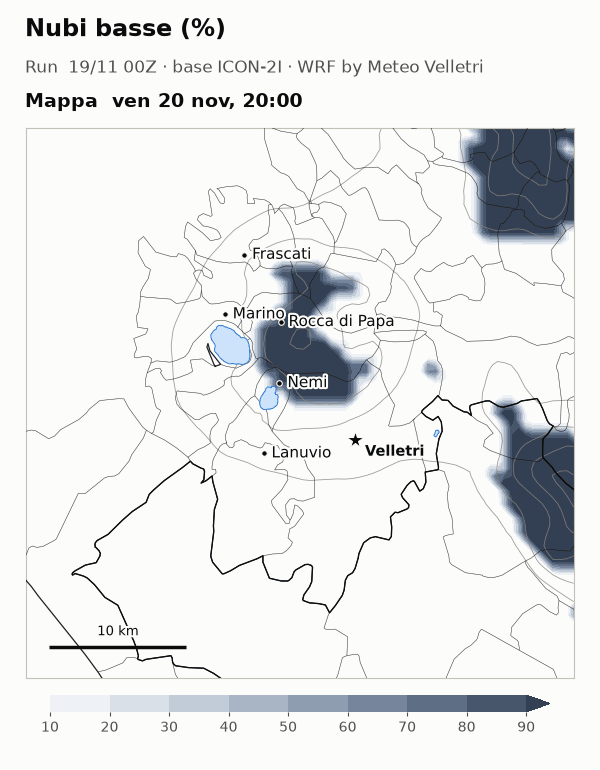 Nubi basse (%)
Run  19/11 00Z · base ICON-2I · WRF by Meteo Velletri
Mappa  ven 20 nov, 20:00
Frascati
Marino
Rocca di Papa
Nemi
Velletri
Lanuvio
10 km
10 20 30 40 50 60 70 80 90